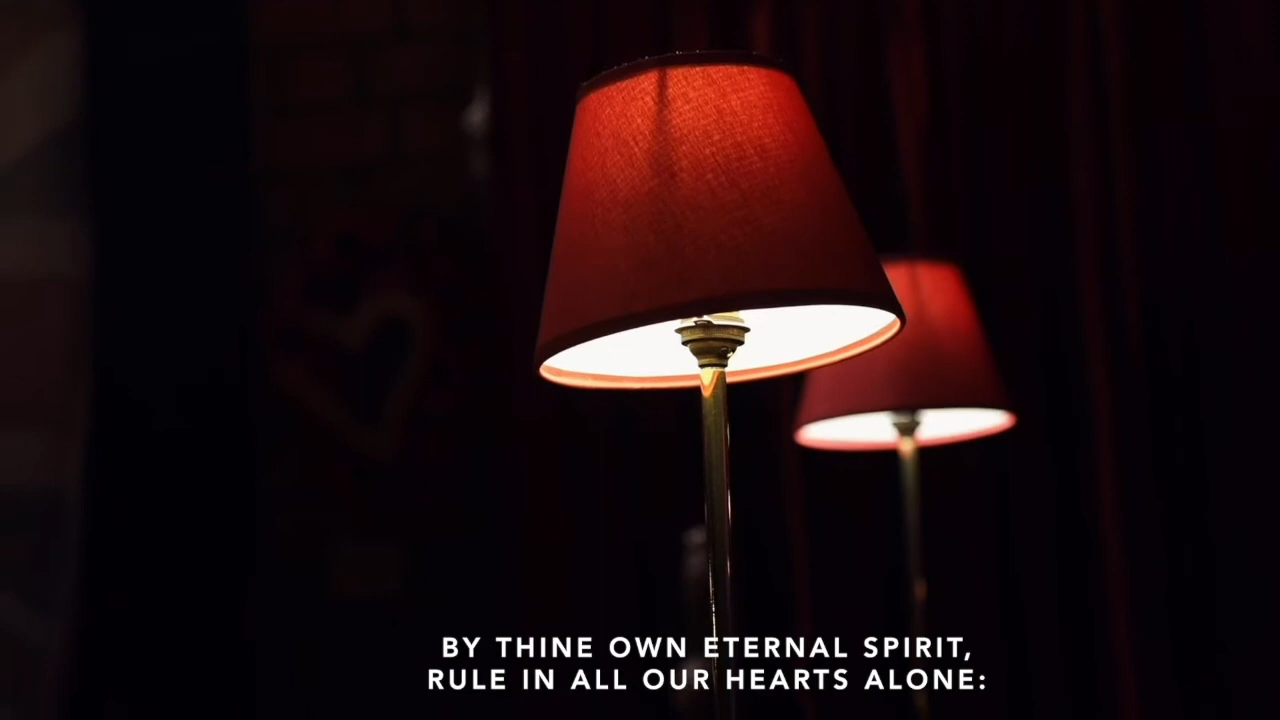 BY THINE OWN ETERNAL SPIRIT,
RULE IN ALL OUR HEARTS ALONE: